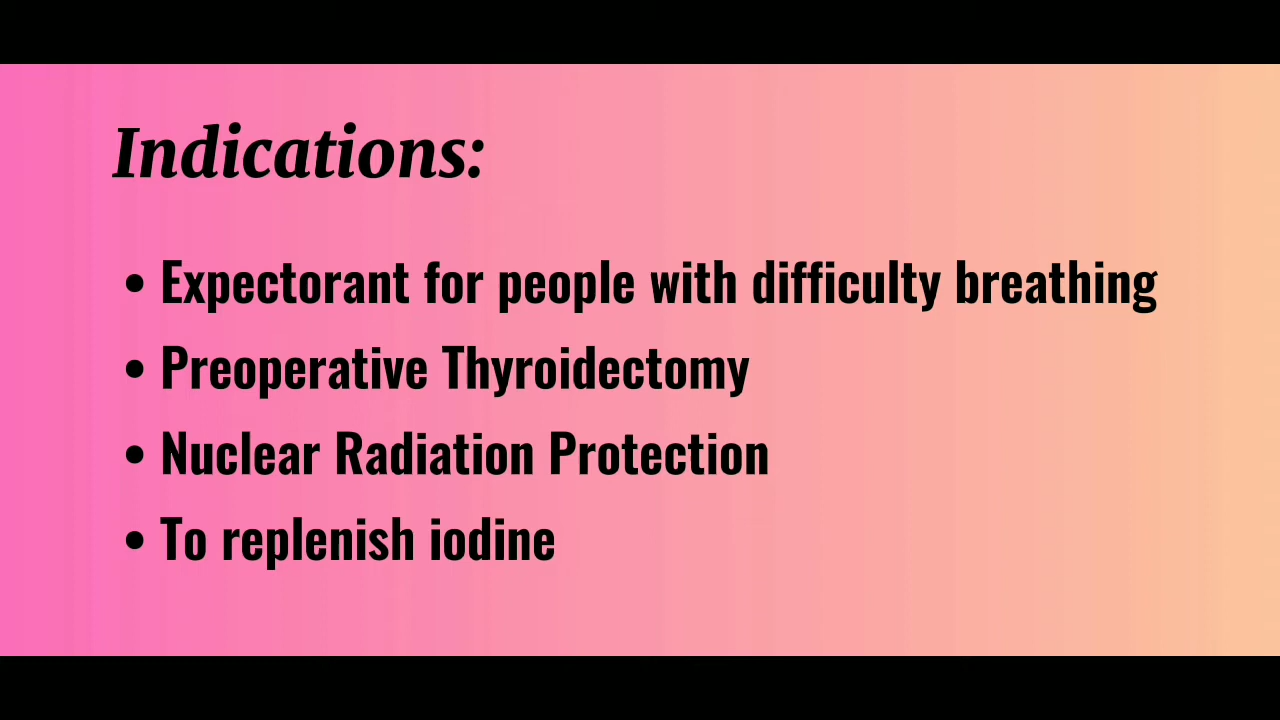 Indications:
• Expectorant for people with difficulty breathing
• Preoperative Thyroidectomy
• Nuclear Radiation Protection
• To replenish iodine